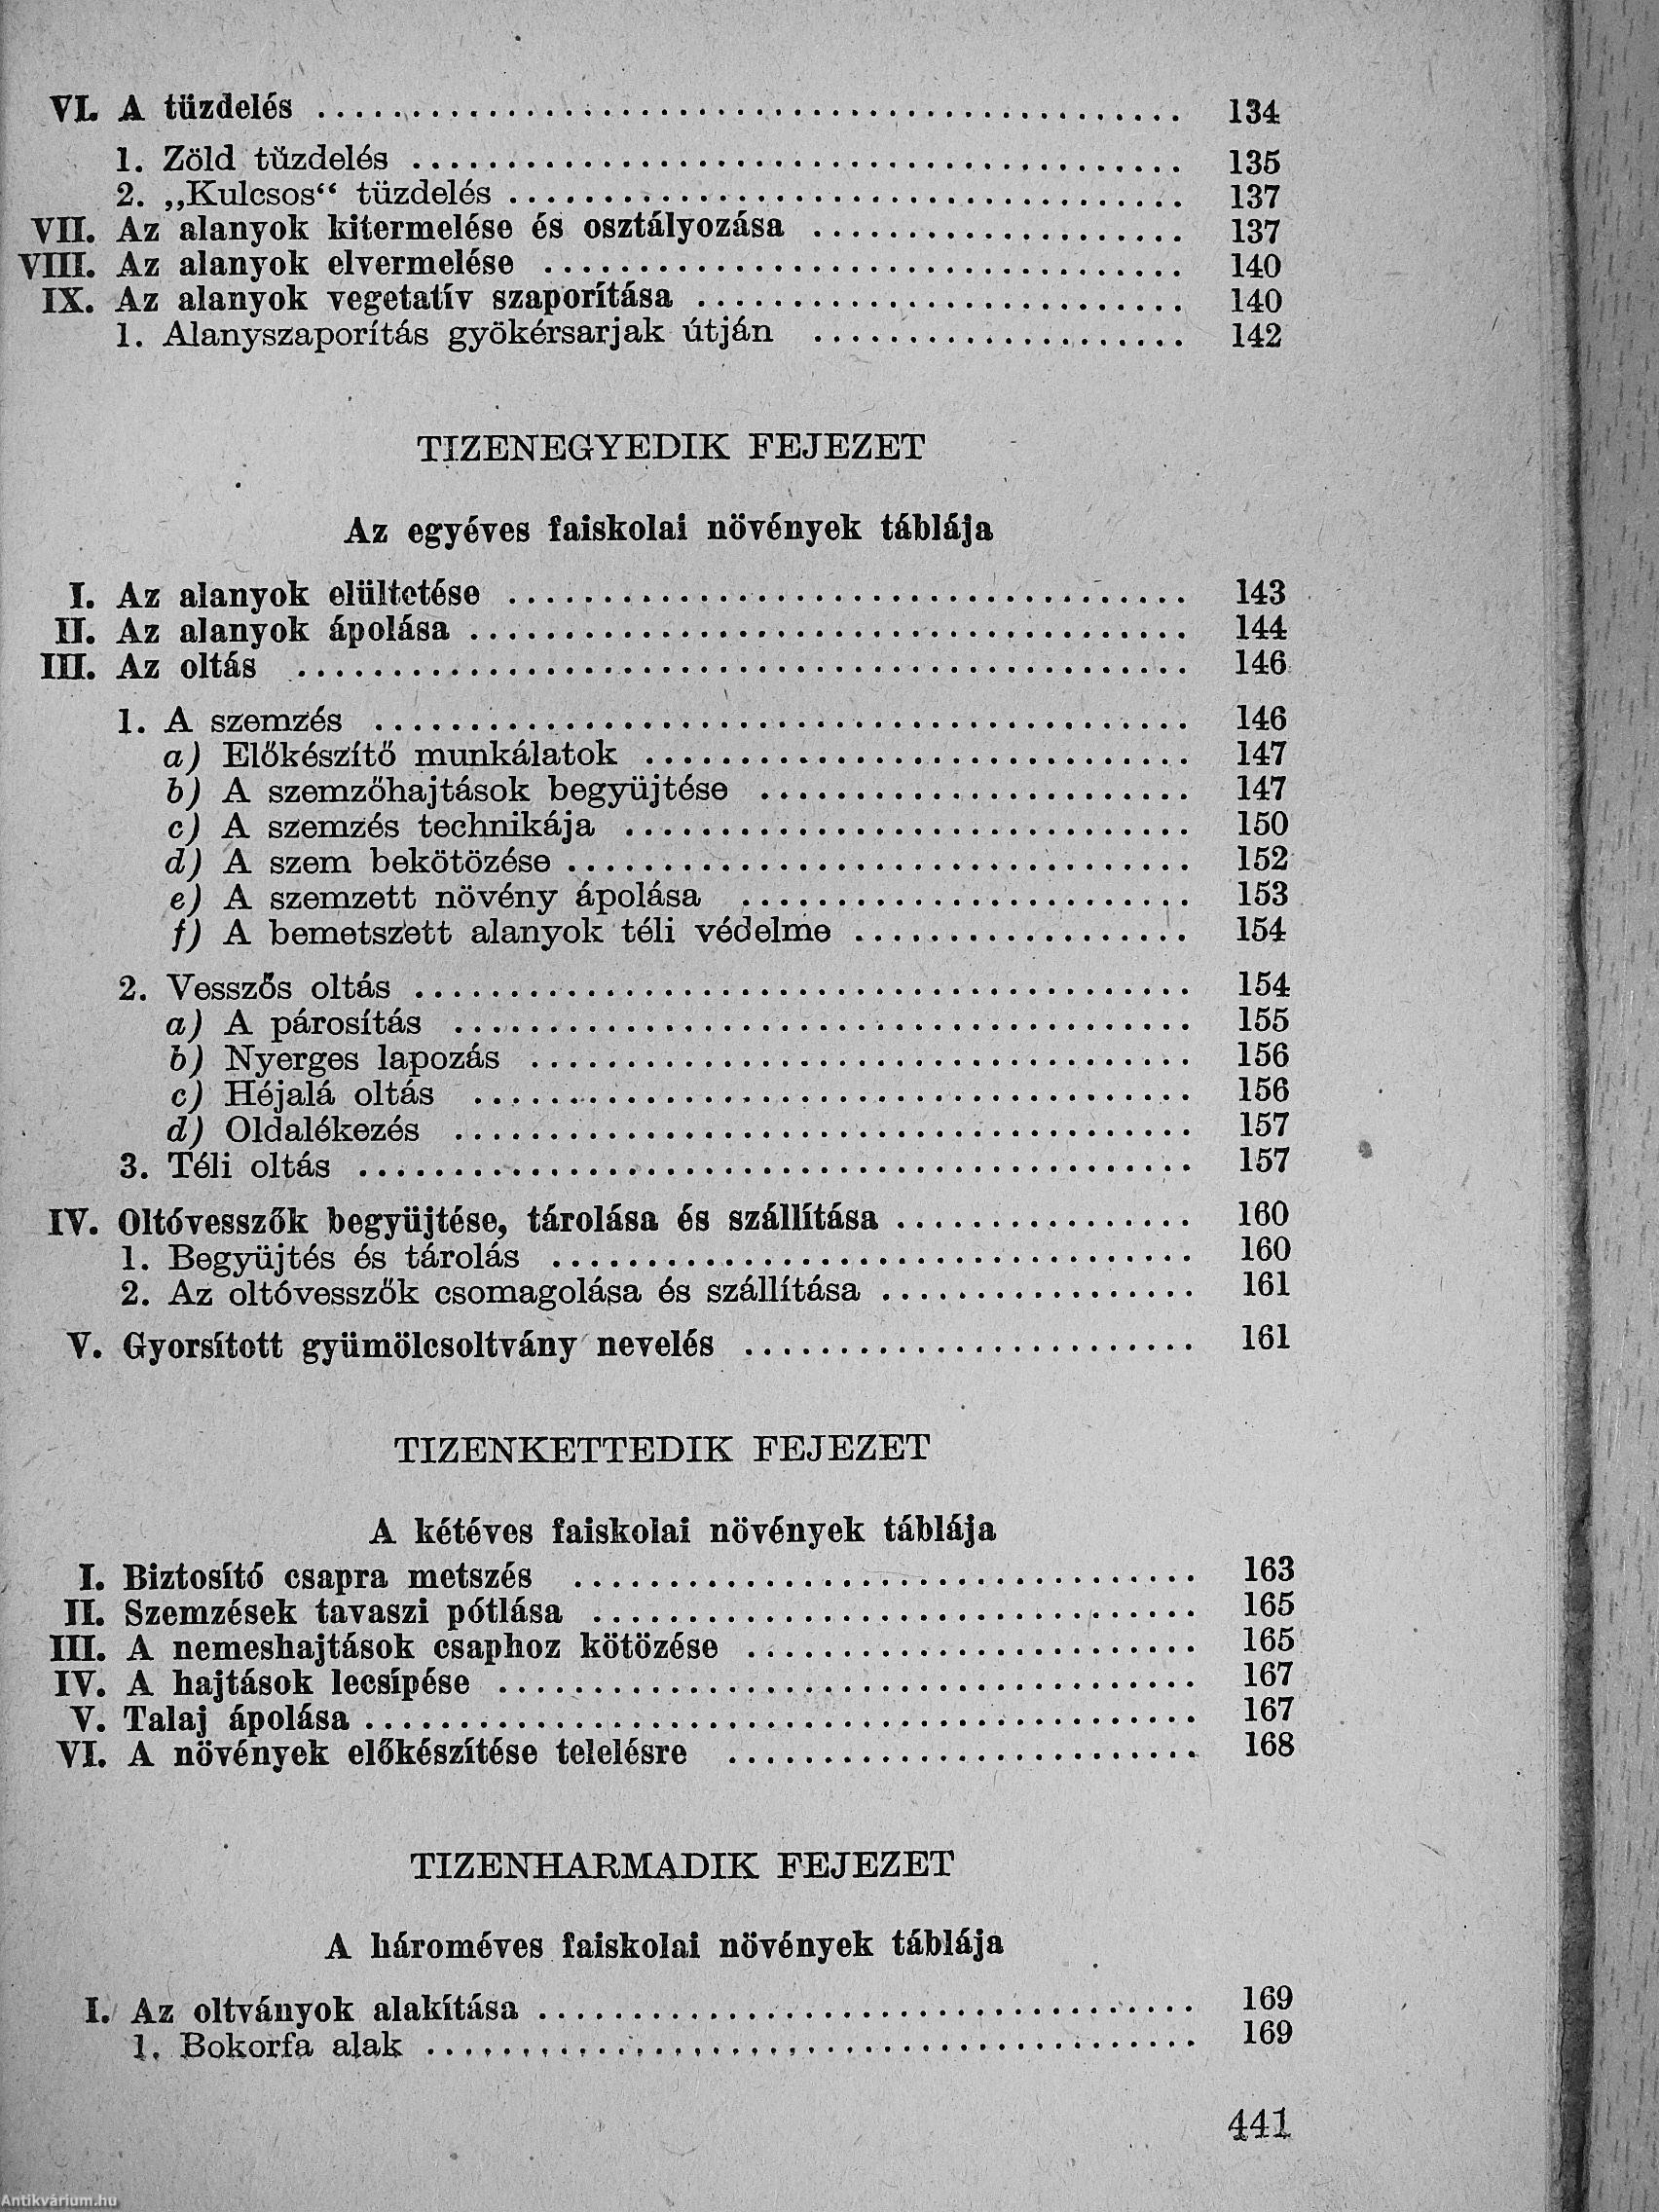 VI. A tüzdelés ........ 134
1. Zöld tüzdelés ........ 135
2. „Kulcsos“ tüzdelés ........ 137
VII. Az alanyok kitermelése és osztályozása ........ 137
VIII. Az alanyok elvermelése ........ 140
IX. Az alanyok vegetatív szaporítása ........ 140
1. Alanyszaporítás gyökérsarjak útján ........ 142
TIZENEGYEDIK FEJEZET
Az egyéves faiskolai növények táblája
I. Az alanyok elültetése ........ 143
II. Az alanyok ápolása ........ 144
III. Az oltás ........ 146
1. A szemzés ........ 146
a) Előkészítő munkálatok ........ 147
b) A szemzőhajtások begyüjtése ........ 147
c) A szemzés technikája ........ 150
d) A szem bekötözése ........ 152
e) A szemzett növény ápolása ........ 153
f) A bemetszett alanyok téli védelme ........ 154
2. Vesszős oltás ........ 154
a) A párosítás ........ 155
b) Nyerges lapozás ........ 156
c) Héjalá oltás ........ 156
d) Oldalékezés ........ 157
3. Téli oltás ........ 157
IV. Oltóvesszők begyüjtése, tárolása és szállítása ........ 160
1. Begyüjtés és tárolás ........ 160
2. Az oltóvesszők csomagolása és szállítása ........ 161
V. Gyorsított gyümölcsoltvány nevelés ........ 161
TIZENKETTEDIK FEJEZET
A kétéves faiskolai növények táblája
I. Biztosító csapra metszés ........ 163
II. Szemzések tavaszi pótlása ........ 165
III. A nemeshajtások csaphoz kötözése ........ 165
IV. A hajtások lecsípése ........ 167
V. Talaj ápolása ........ 167
VI. A növények előkészítése telelésre ........ 168
TIZENHARMADIK FEJEZET
A hároméves faiskolai növények táblája
I. Az oltványok alakítása ........ 169
1. Bokorfa alak ........ 169
441
Antikvárium.hu